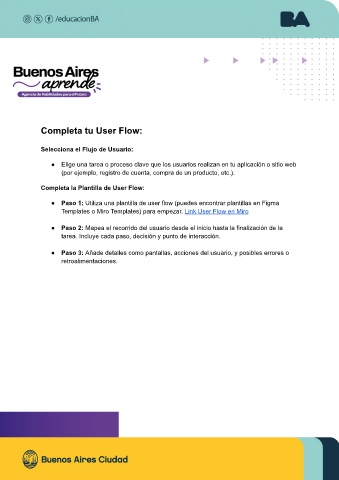 /educacionBA
BA
Buenos Aires
aprende
Agencia de Habilidades para el Futuro
Completa tu User Flow:
Selecciona el Flujo de Usuario:
● Elige una tarea o proceso clave que los usuarios realizan en tu aplicación o sitio web
(por ejemplo, registro de cuenta, compra de un producto, etc.).
Completa la Plantilla de User Flow:
● Paso 1: Utiliza una plantilla de user flow (puedes encontrar plantillas en Figma
Templates o Miro Templates) para empezar. Link User Flow en Miro
● Paso 2: Mapea el recorrido del usuario desde el inicio hasta la finalización de la
tarea. Incluye cada paso, decisión y punto de interacción.
● Paso 3: Añade detalles como pantallas, acciones del usuario, y posibles errores o
retroalimentaciones.
Buenos Aires Ciudad